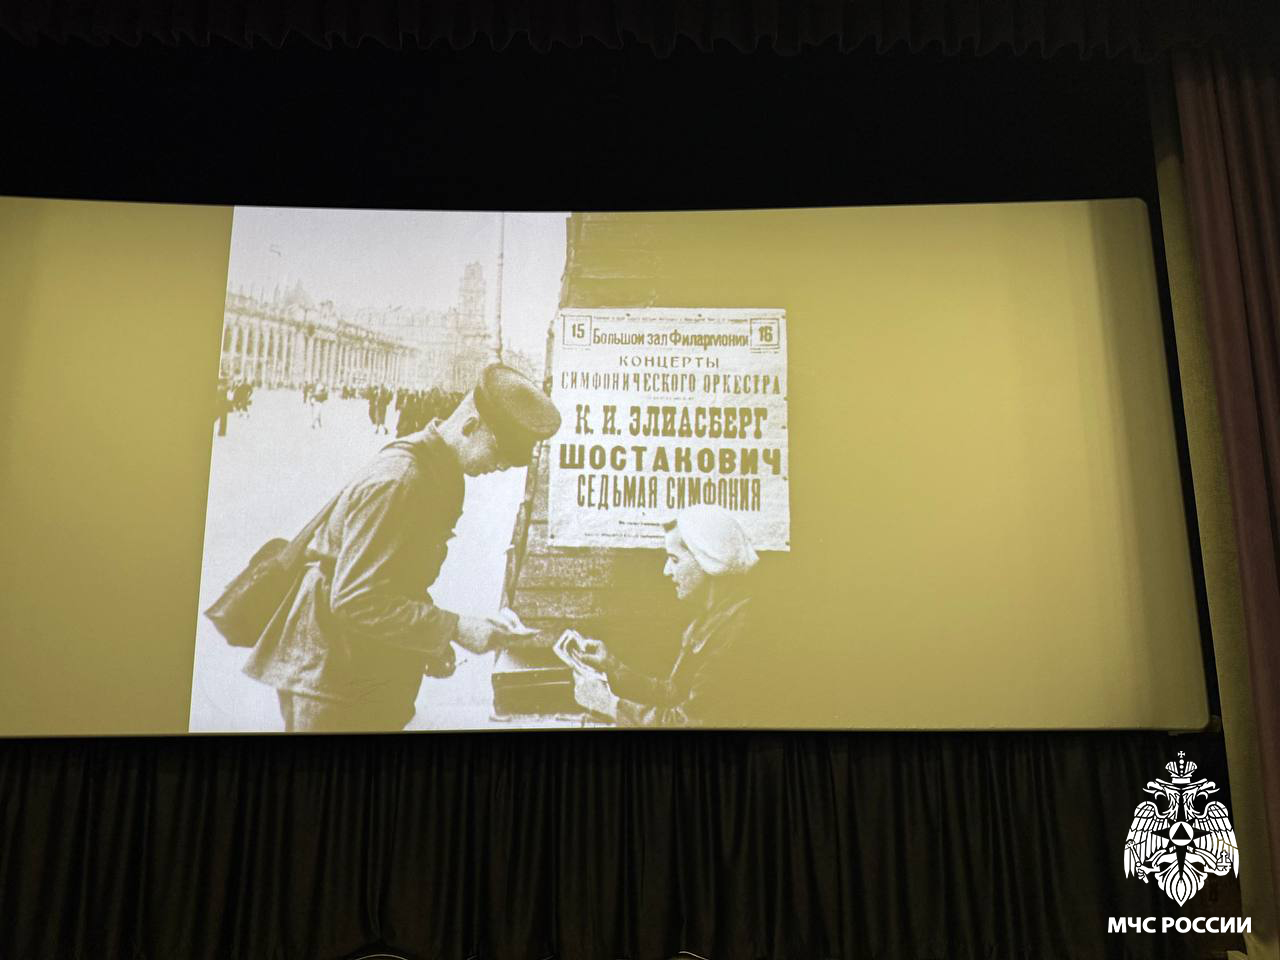 15 Большой зал Филармонии 16
КОНЦЕРТЫ
СИМФОНИЧЕСКОГО ОРКЕСТРА
К. И. ЭЛИАСБЕРГ
ШОСТАКОВИЧ
СЕДЬМАЯ СИМФОНИЯ
МЧС РОССИИ